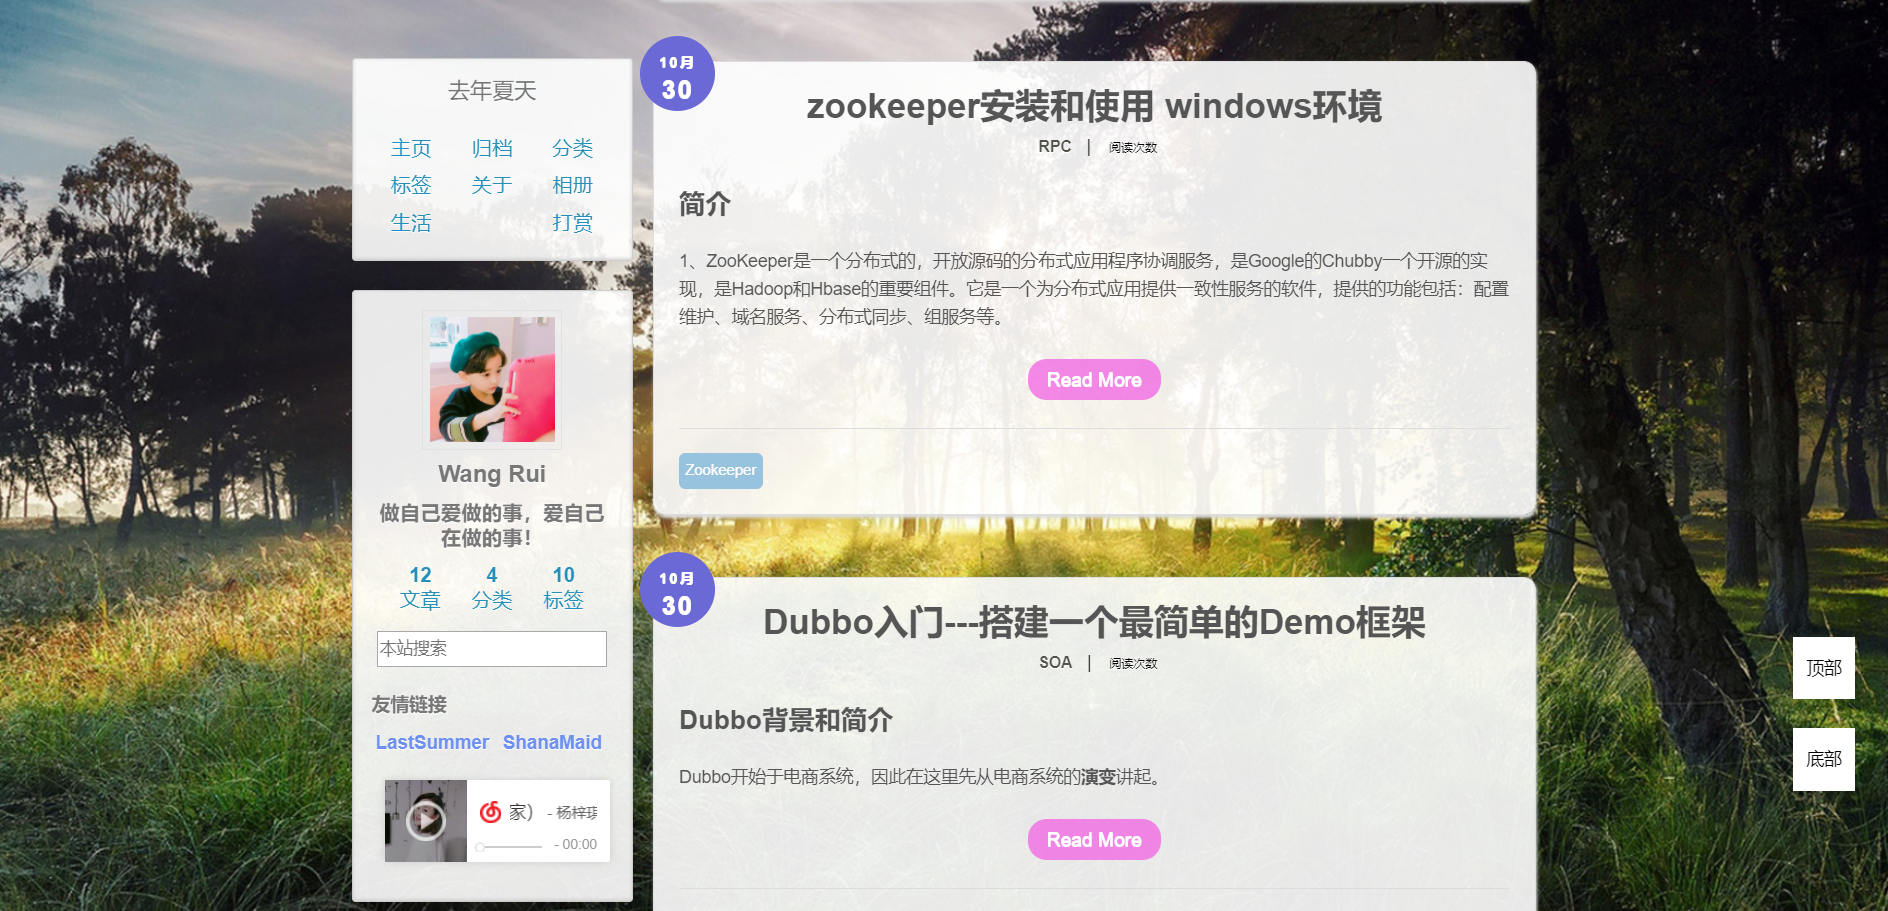 去年夏天
主页 归档 分类
标签 关于 相册
生活 打赏
Wang Rui
做自己爱做的事，爱自己
在做的事！
12 4 10
文章 分类 标签
本站搜索
友情链接
LastSummer ShanaMaid
家） - 杨梓琪
- 00:00
10月
30
zookeeper安装和使用 windows环境
RPC | 阅读次数
简介
1、ZooKeeper是一个分布式的，开放源码的分布式应用程序协调服务，是Google的Chubby一个开源的实
现，是Hadoop和Hbase的重要组件。它是一个为分布式应用提供一致性服务的软件，提供的功能包括：配置
维护、域名服务、分布式同步、组服务等。
Read More
Zookeeper
10月
30
Dubbo入门---搭建一个最简单的Demo框架
SOA | 阅读次数
Dubbo背景和简介
Dubbo开始于电商系统，因此在这里先从电商系统的演变讲起。
Read More
顶部
底部